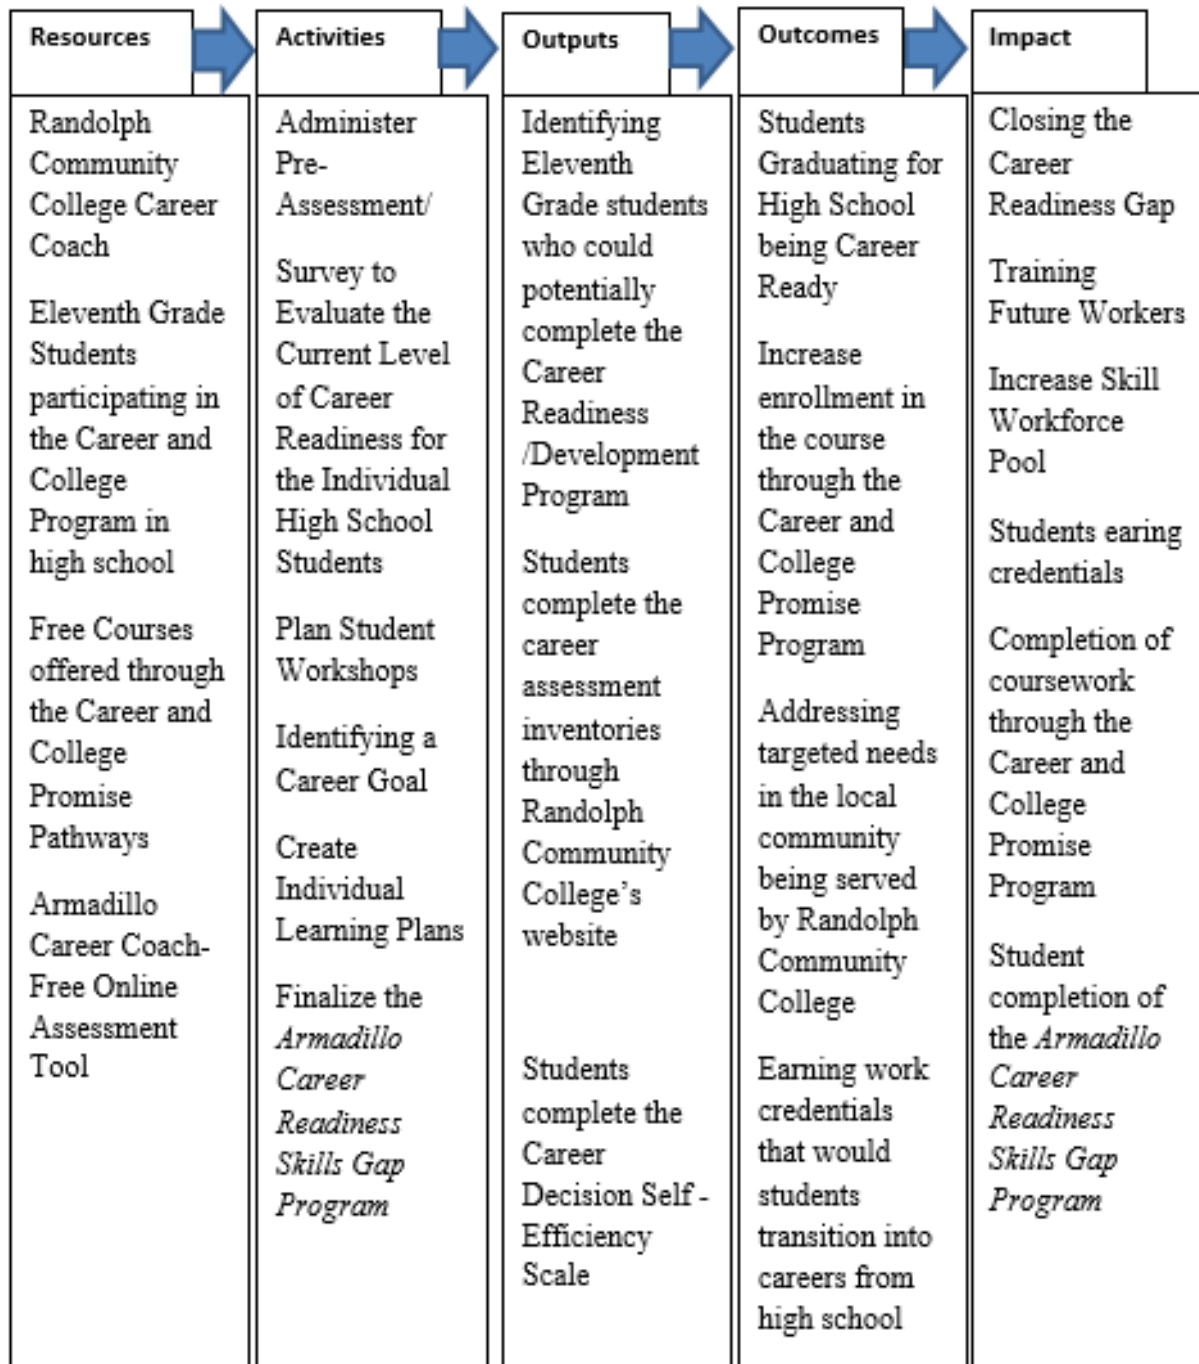 Resources
Randolph
Community
College Career
Coach
Eleventh Grade
Students
participating in
the Career and
College
Program in
high school
Free Courses
offered through
the Career and
College
Promise
Pathways
Armadillo
Career Coach-
Free Online
Assessment
Tool
Activities
Administer
Pre-
Assessment/
Survey to
Evaluate the
Current Level
of Career
Readiness for
the Individual
High School
Students
Plan Student
Workshops
Identifying a
Career Goal
Create
Individual
Learning Plans
Finalize the
Armadillo
Career
Readiness
Skills Gap
Program
Outputs
Identifying
Eleventh
Grade students
who could
potentially
complete the
Career
Readiness
/Development
Program
Students
complete the
career
assessment
inventories
through
Randolph
Community
College’s
website
Students
complete the
Career
Decision Self -
Efficiency
Scale
Outcomes
Students
Graduating for
High School
being Career
Ready
Increase
enrollment in
the course
through the
Career and
College
Promise
Program
Addressing
targeted needs
in the local
community
being served
by Randolph
Community
College
Earning work
credentials
that would
students
transition into
careers from
high school
Impact
Closing the
Career
Readiness Gap
Training
Future Workers
Increase Skill
Workforce
Pool
Students earing
credentials
Completion of
coursework
through the
Career and
College
Promise
Program
Student
completion of
the Armadillo
Career
Readiness
Skills Gap
Program